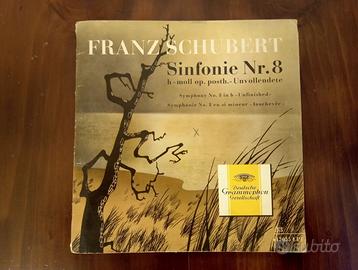 FRANZ SCHUBERT
Sinfonie Nr. 8
h-moll op. posth. - Unvollendete
Symphony No. 8 in b - Unfinished -
Symphonie No. 8 en si mineur - Inachevée -
Deutsche
Grammophon
Gesellschaft
subito